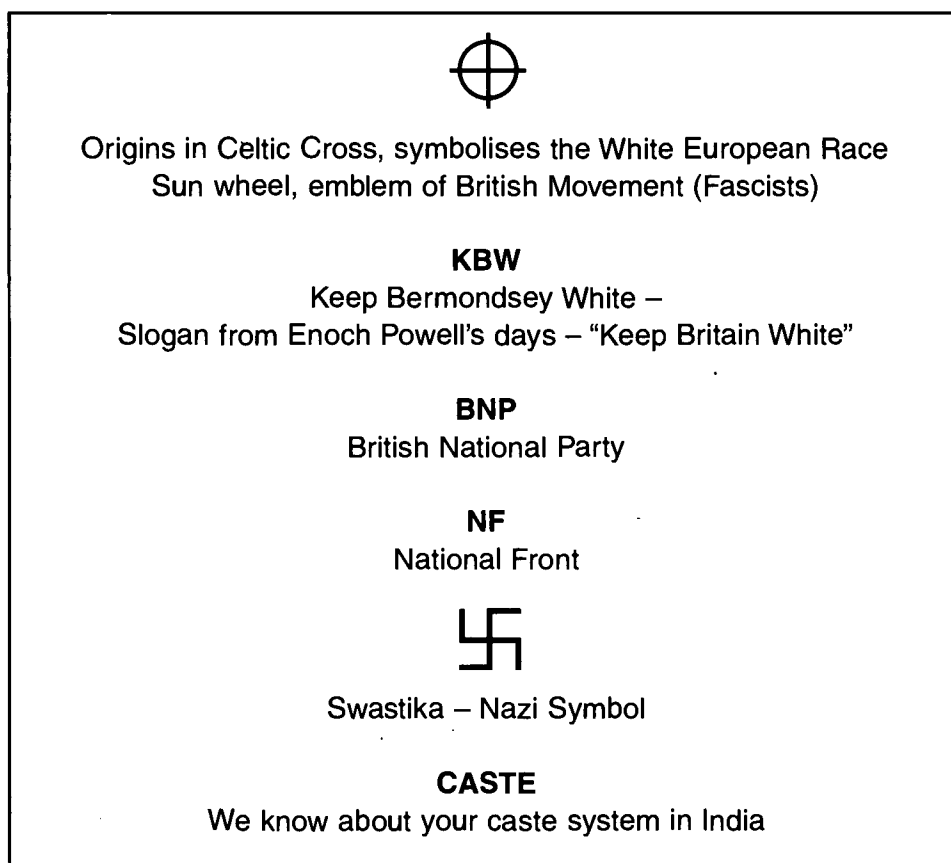 Origins in Celtic Cross, symbolises the White European Race
Sun wheel, emblem of British Movement (Fascists)
KBW
Keep Bermondsey White –
Slogan from Enoch Powell's days – “Keep Britain White”
BNP
British National Party
NF
National Front
Swastika – Nazi Symbol
CASTE
We know about your caste system in India